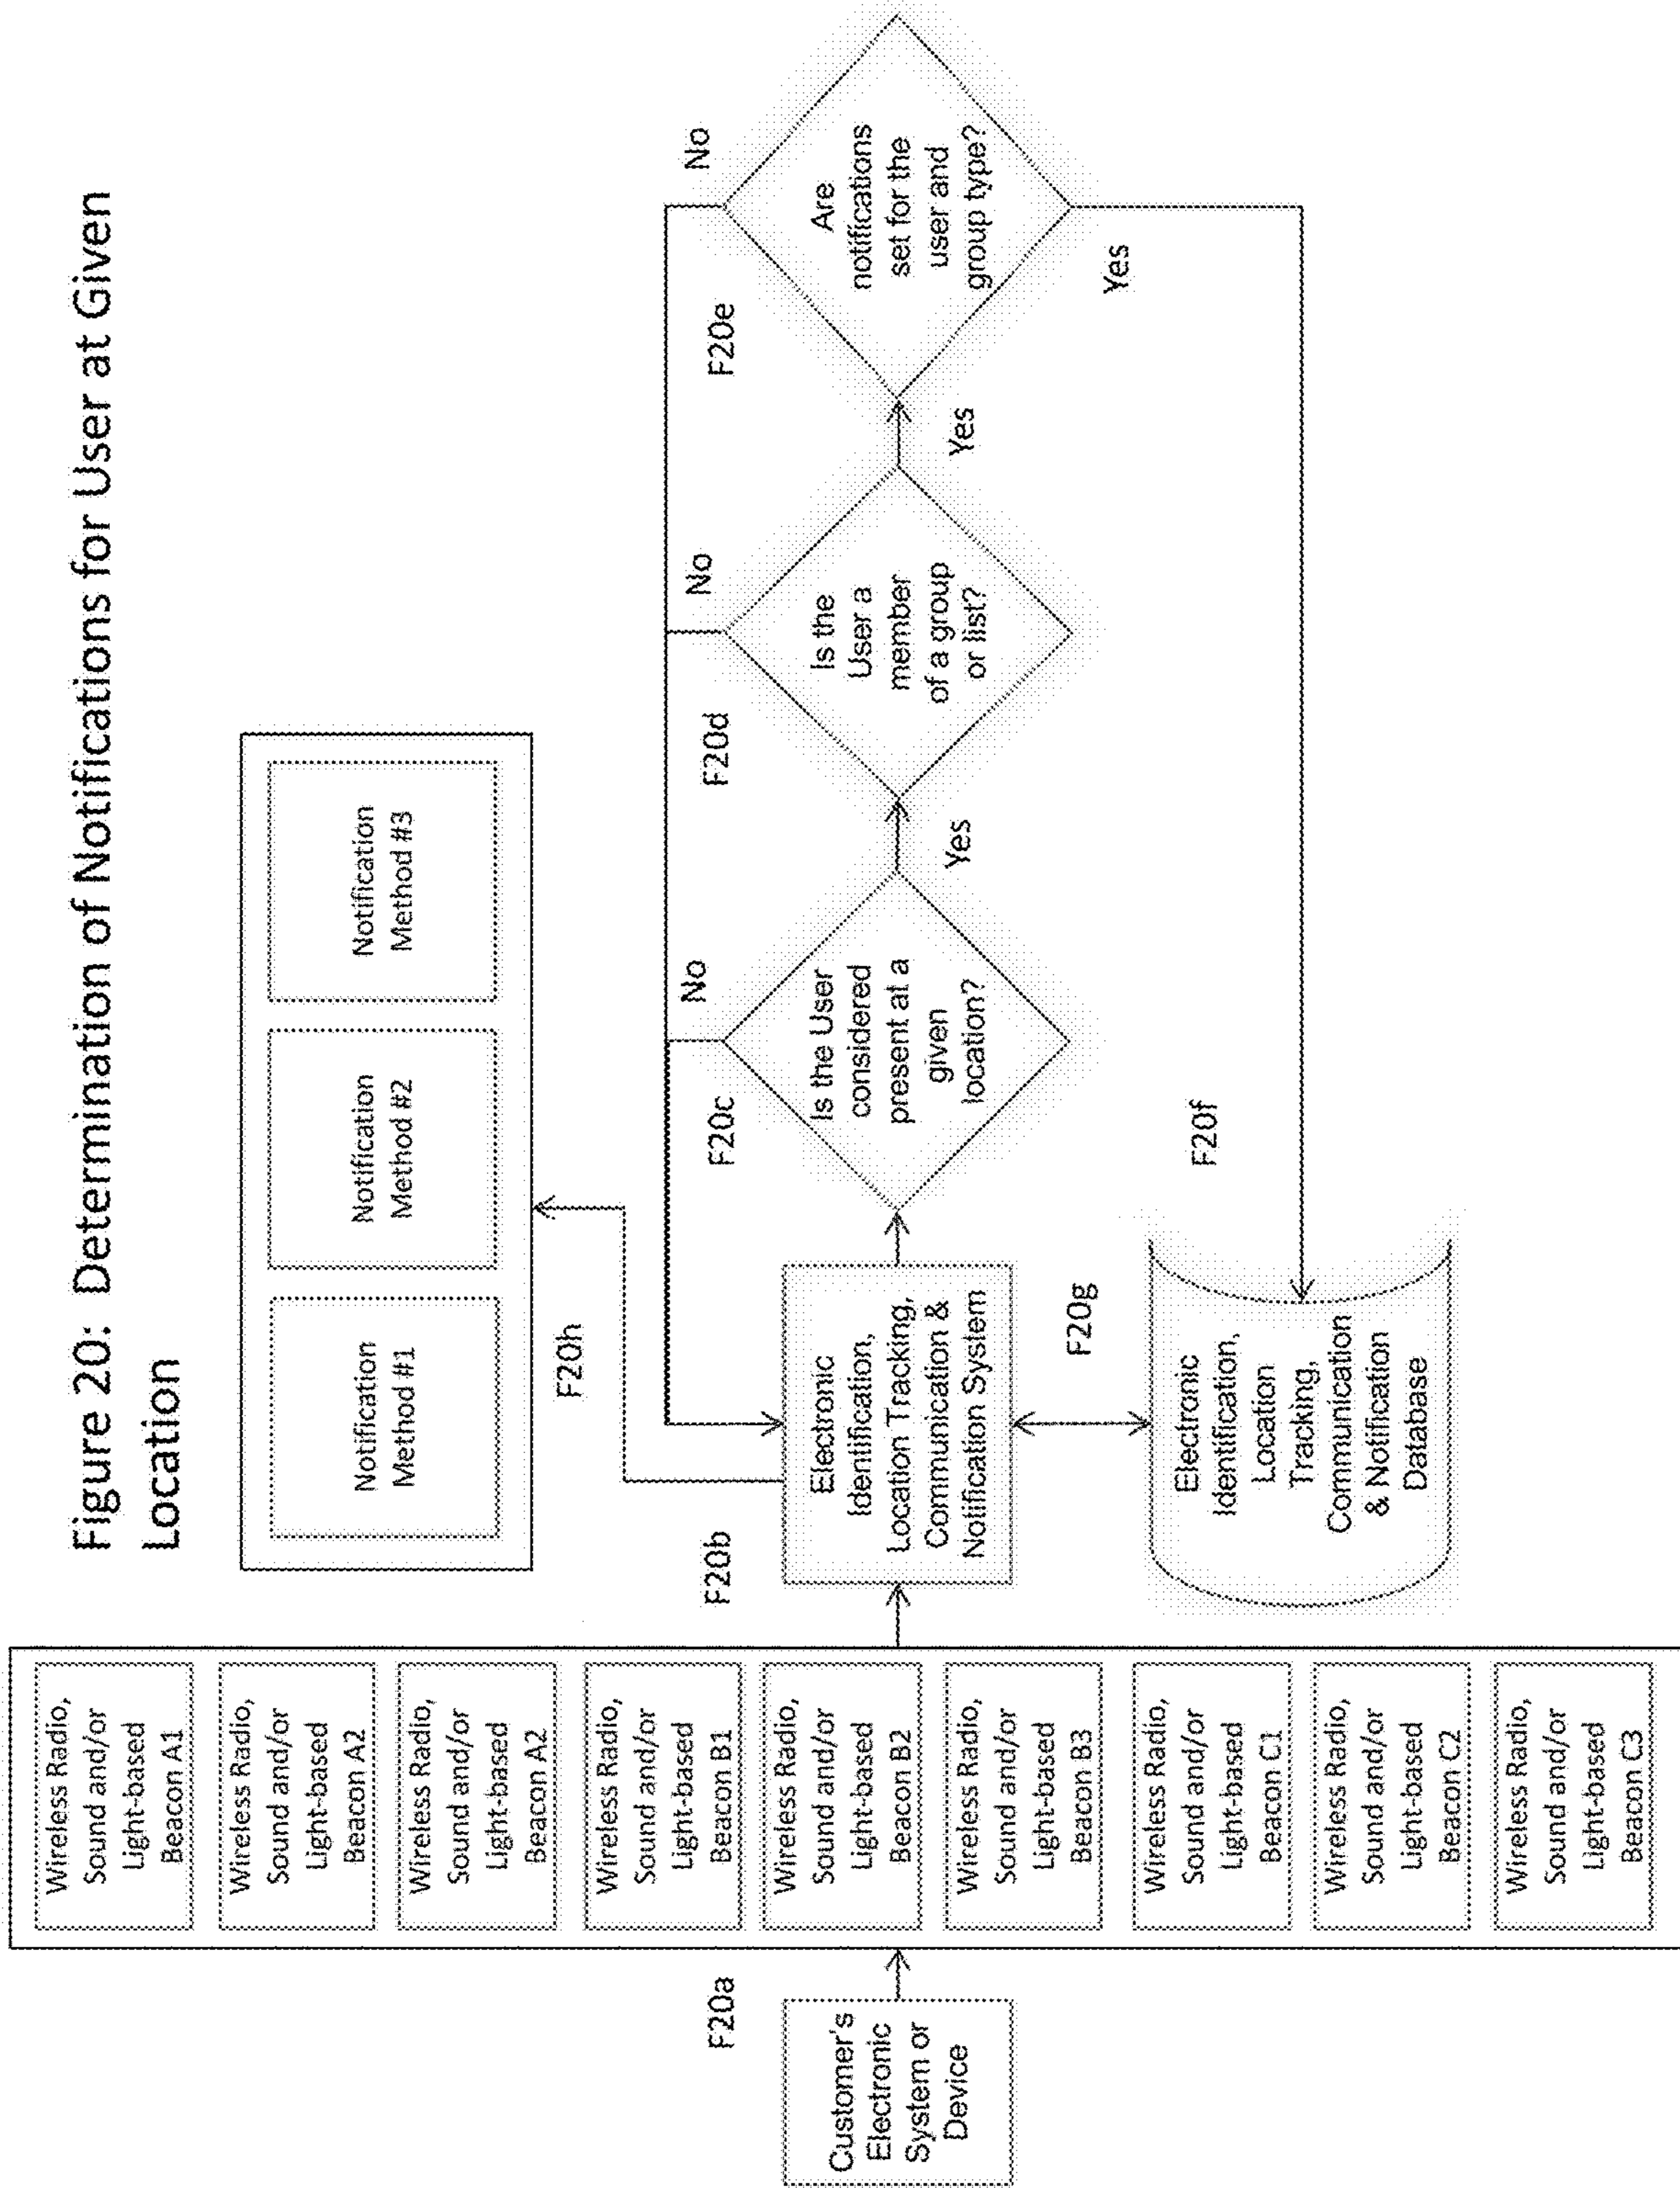 Figure 20:  Determination of Notifications for User at Given
Location
Wireless Radio,
Sound and/or
Light-based
Beacon A1
Wireless Radio,
Sound and/or
Light-based
Beacon A2
Wireless Radio,
Sound and/or
Light-based
Beacon A2
Wireless Radio,
Sound and/or
Light-based
Beacon B1
Wireless Radio,
Sound and/or
Light-based
Beacon B2
Wireless Radio,
Sound and/or
Light-based
Beacon B3
Wireless Radio,
Sound and/or
Light-based
Beacon C1
Wireless Radio,
Sound and/or
Light-based
Beacon C2
Wireless Radio,
Sound and/or
Light-based
Beacon C3
Notification
Method #1
Notification
Method #2
Notification
Method #3
F20h
F20a
Customer's
Electronic
System or
Device
F20b
Electronic
Identification,
Location Tracking,
Communication &
Notification System
F20c
No
Is the User
considered
present at a
given
location?
Yes
F20d
No
Is the
User a
member
of a group
or list?
Yes
F20e
No
Are
notifications
set for the
user and
group type?
Yes
F20g
F20f
Electronic
Identification,
Location
Tracking,
Communication
& Notification
Database